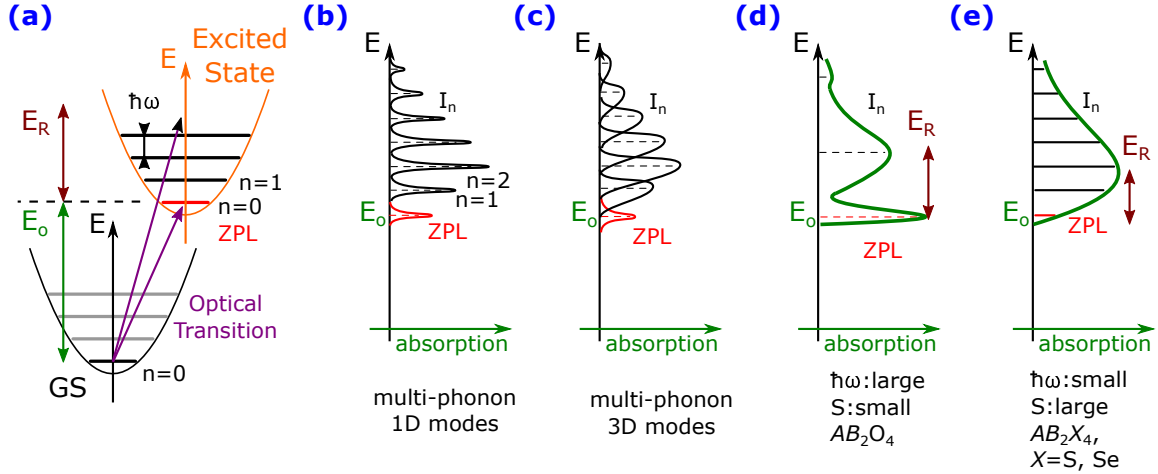 (a)
E
Excited
State
ħω
E_R
n=1
n=0
ZPL
E_o
E
Optical
Transition
n=0
GS
(b)
E
I_n
n=2
n=1
E_o
ZPL
absorption
multi-phonon
1D modes
(c)
E
I_n
E_o
ZPL
absorption
multi-phonon
3D modes
(d)
E
I_n
E_R
E_o
ZPL
absorption
ħω:large
S:small
AB₂O₄
(e)
E
I_n
E_R
E_o
ZPL
absorption
ħω:small
S:large
AB₂X₄,
X=S, Se